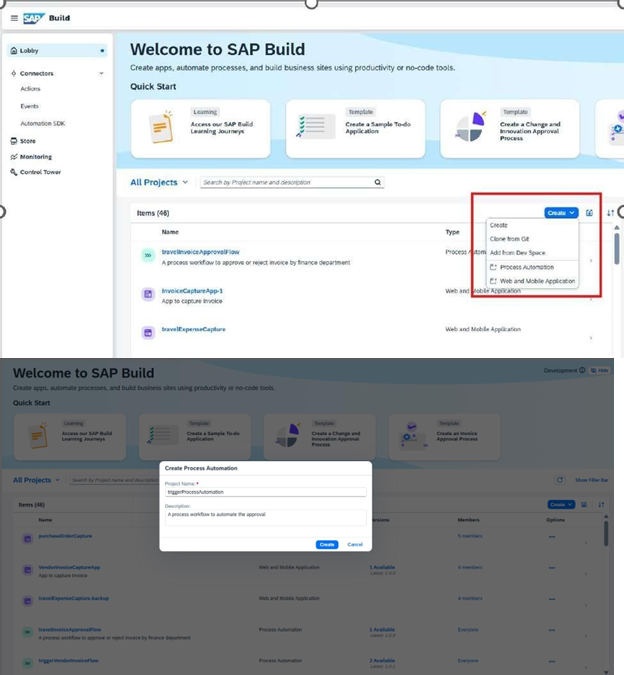 SAP Build
Lobby
Connectors
Actions
Events
Automation SDK
Store
Monitoring
Control Tower
Welcome to SAP Build
Create apps, automate processes, and build business sites using productivity or no-code tools.
Quick Start
Learning
Access our SAP Build
Learning Journeys
Template
Create a Sample To-do
Application
Template
Create a Change and
Innovation Approval
Process
All Projects
Search by Project name and description
Items (46)
Create
Name
Type
Create
Clone from Git
Add from Dev Space
Process Automation
Web and Mobile Application
travelInvoiceApprovalFlow
Process Autom
A process workflow to approve or reject invoice by finance department
InvoiceCaptureApp-1
Web and Mobile Application
App to capture Invoice
travelExpenseCapture
Web and Mobile Application
Welcome to SAP Build
Development
Hide
Create apps, automate processes, and build business sites using productivity or no-code tools.
Quick Start
Learning
Access our SAP Build
Learning Journeys
Template
Create a Sample To-do
Application
Template
Create a Change and
Innovation Approval
Process
Template
Create an Invoice
Approval Process
All Projects
Search by Project name and description
Show Filter Bar
Items (46)
Create
Name
ersions
Members
Options
Create Process Automation
Project Name: *
triggerProcessAutomation
Description:
A process workflow to automate the approval
Create
Cancel
purchaseOrderCapture
5 members
VendorInvoiceCaptureApp
Web and Mobile Application
1 Available
4 members
App to capture Invoice
Latest: 1.0.0
travelExpenseCapture-backup
Web and Mobile Application
4 members
travelInvoiceApprovalFlow
Process Automation
1 Available
Everyone
A process workflow to approve or reject invoice by finance department
triggerVendorInvoiceFlow
Process Automation
2 Available
Everyone